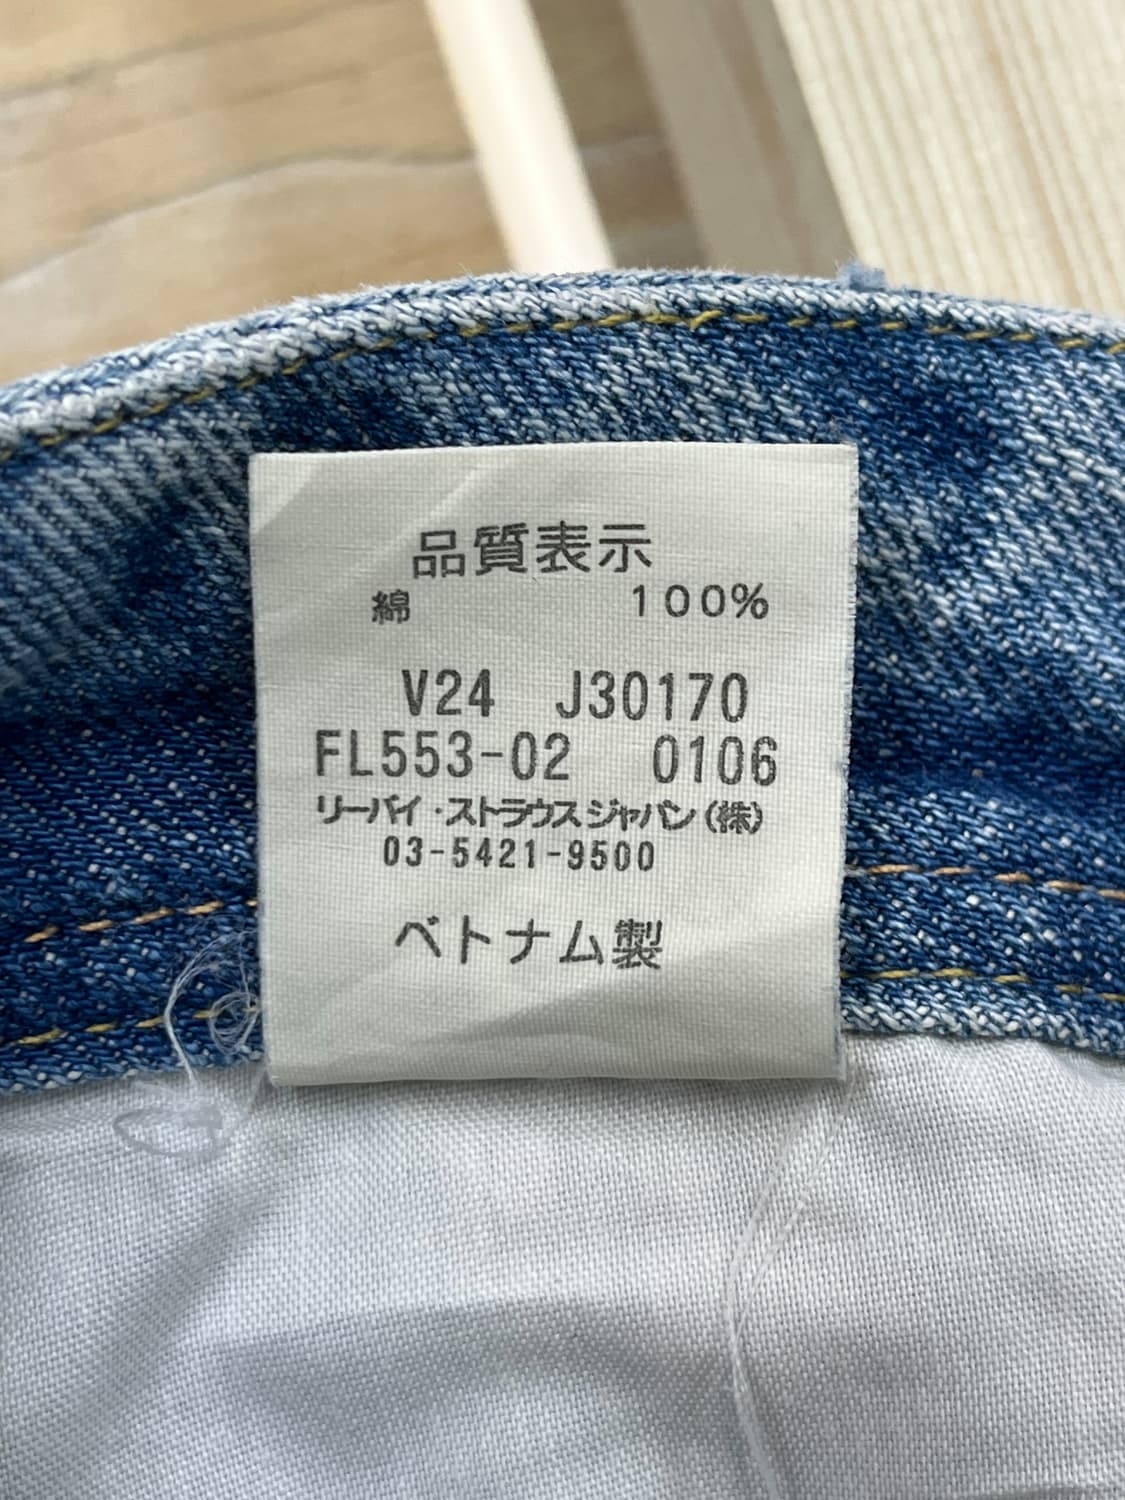 品質表示
綿 100%
V24 J30170
FL553-02 0106
リーバイ・ストラウスジャパン(株)
03-5421-9500
ベトナム製